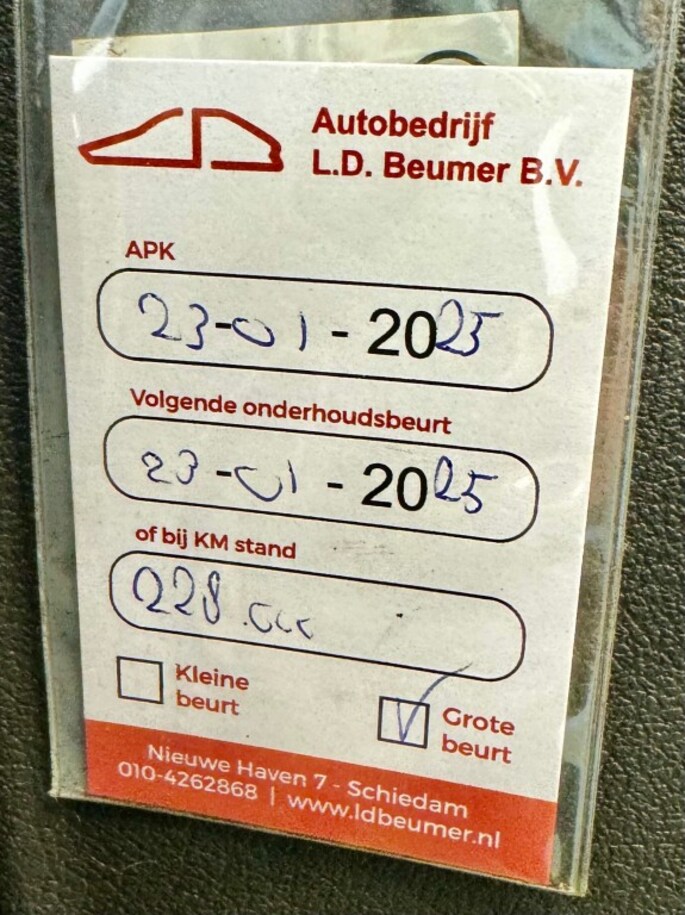 Autobedrijf
L.D. Beumer B.V.
APK
23-01-2025
Volgende onderhoudsbeurt
23-01-2025
of bij KM stand
228.000
Kleine
beurt
Grote
beurt
Nieuwe Haven 7 - Schiedam
010-4262868 | www.ldbeumer.nl